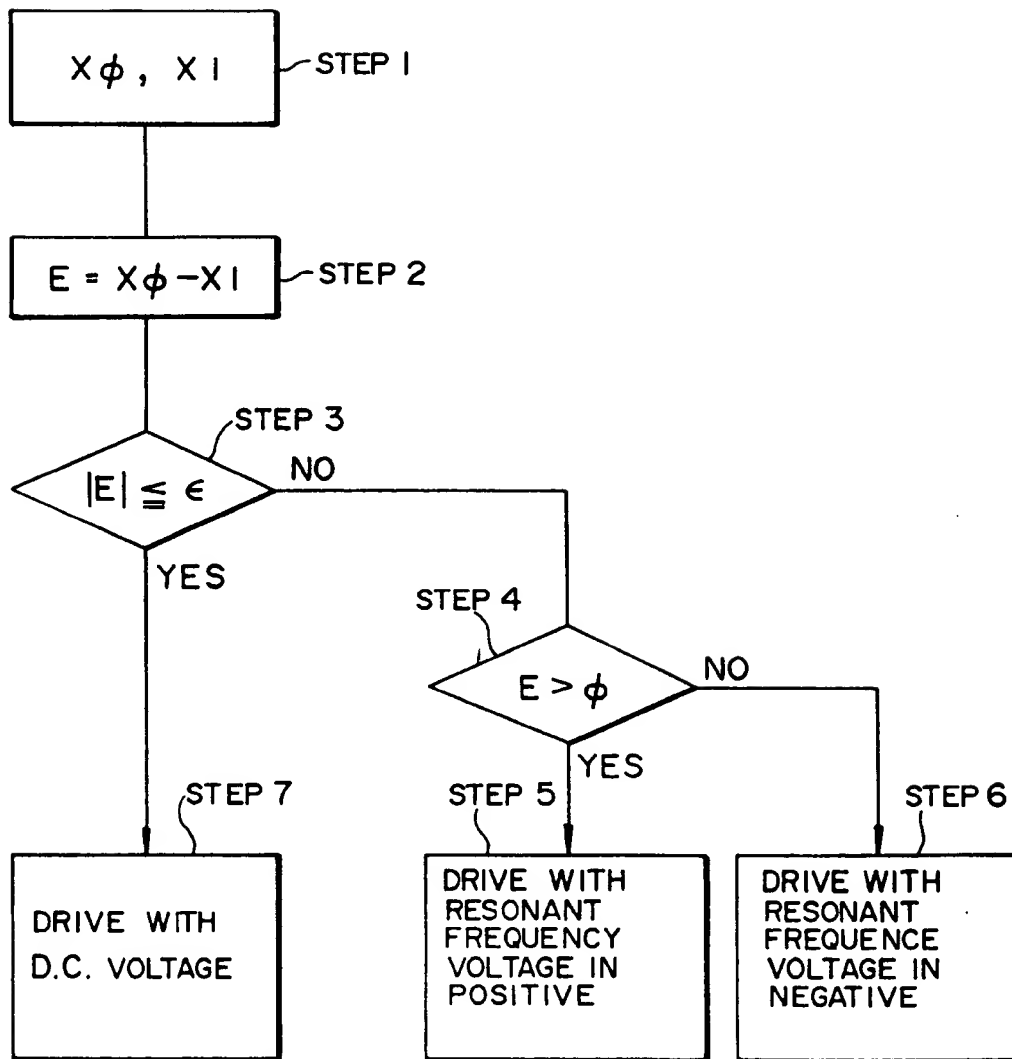 Xϕ, X1
STEP 1
E = Xϕ-X1
STEP 2
STEP 3
|E| ≦ ϵ
NO
YES
STEP 4
E > ϕ
NO
YES
STEP 7
STEP 5
STEP 6
DRIVE WITH
D.C. VOLTAGE
DRIVE WITH
RESONANT
FREQUENCY
VOLTAGE IN
POSITIVE
DRIVE WITH
RESONANT
FREQUENCE
VOLTAGE IN
NEGATIVE